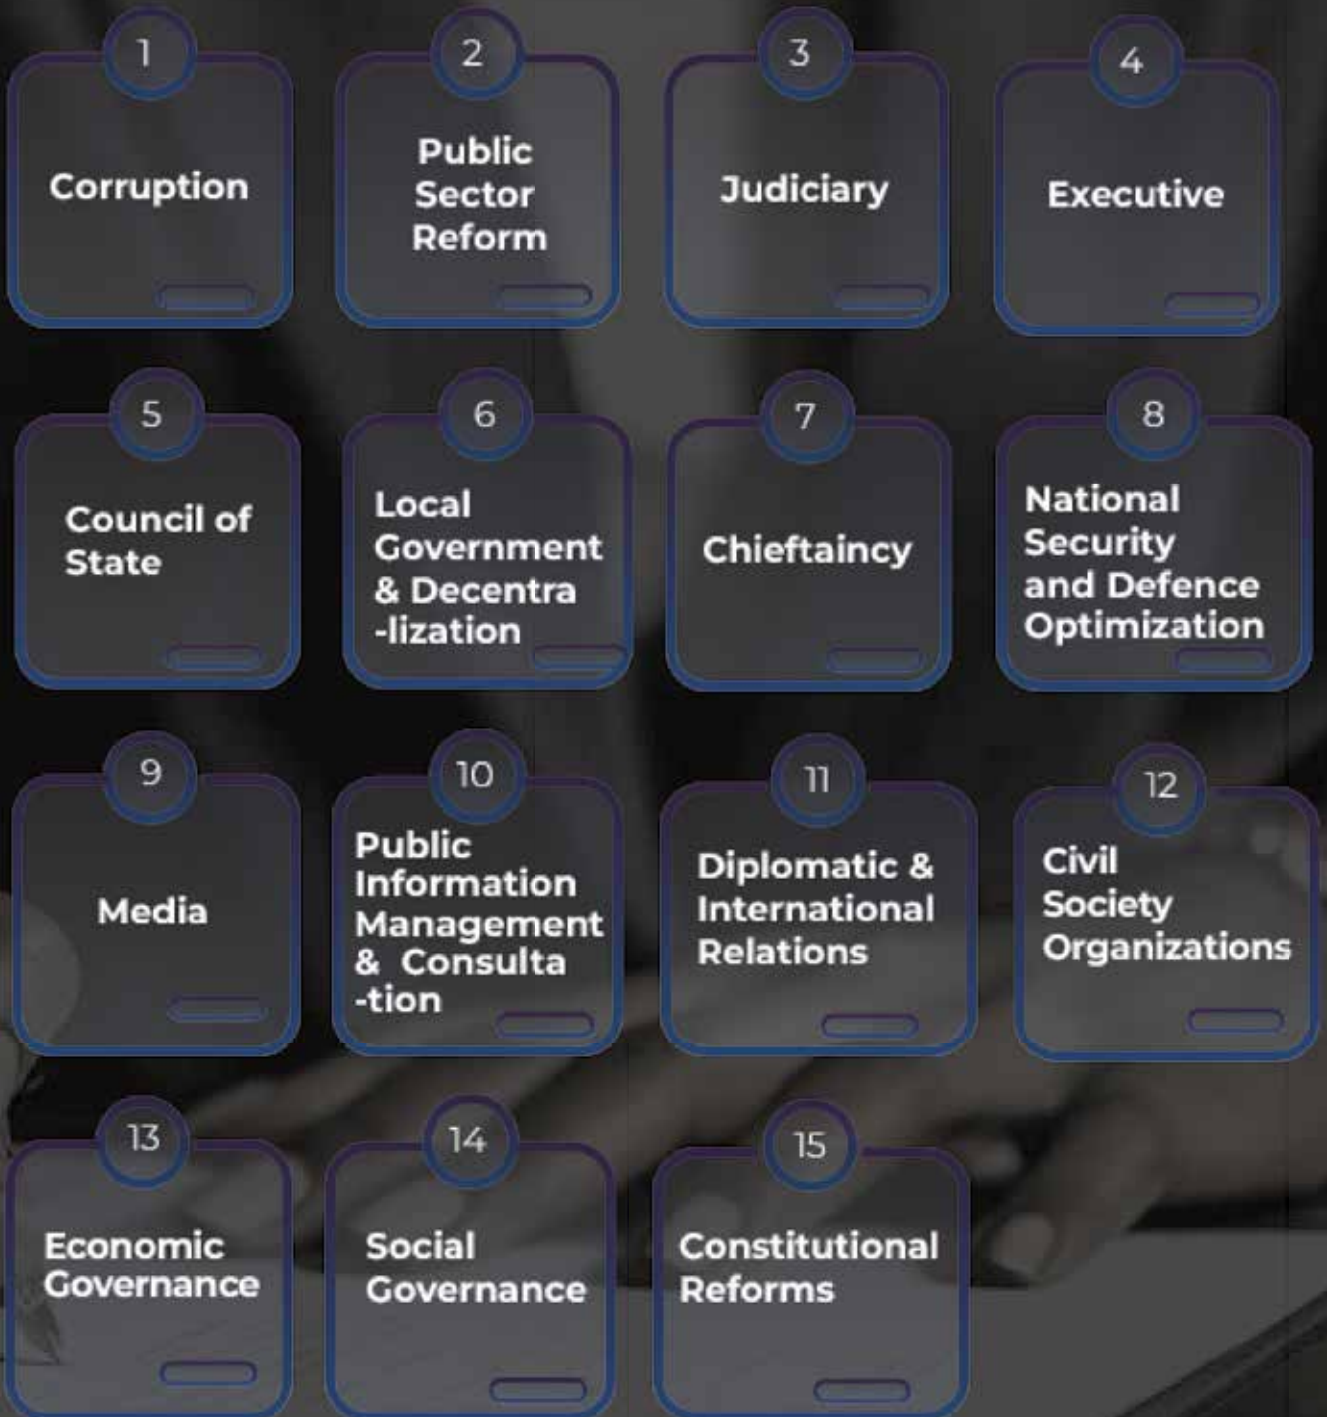 1
Corruption
2
Public
Sector
Reform
3
Judiciary
4
Executive
5
Council of
State
6
Local
Government
& Decentra
-lization
7
Chieftaincy
8
National
Security
and Defence
Optimization
9
Media
10
Public
Information
Management
& Consulta
-tion
11
Diplomatic &
International
Relations
12
Civil
Society
Organizations
13
Economic
Governance
14
Social
Governance
15
Constitutional
Reforms